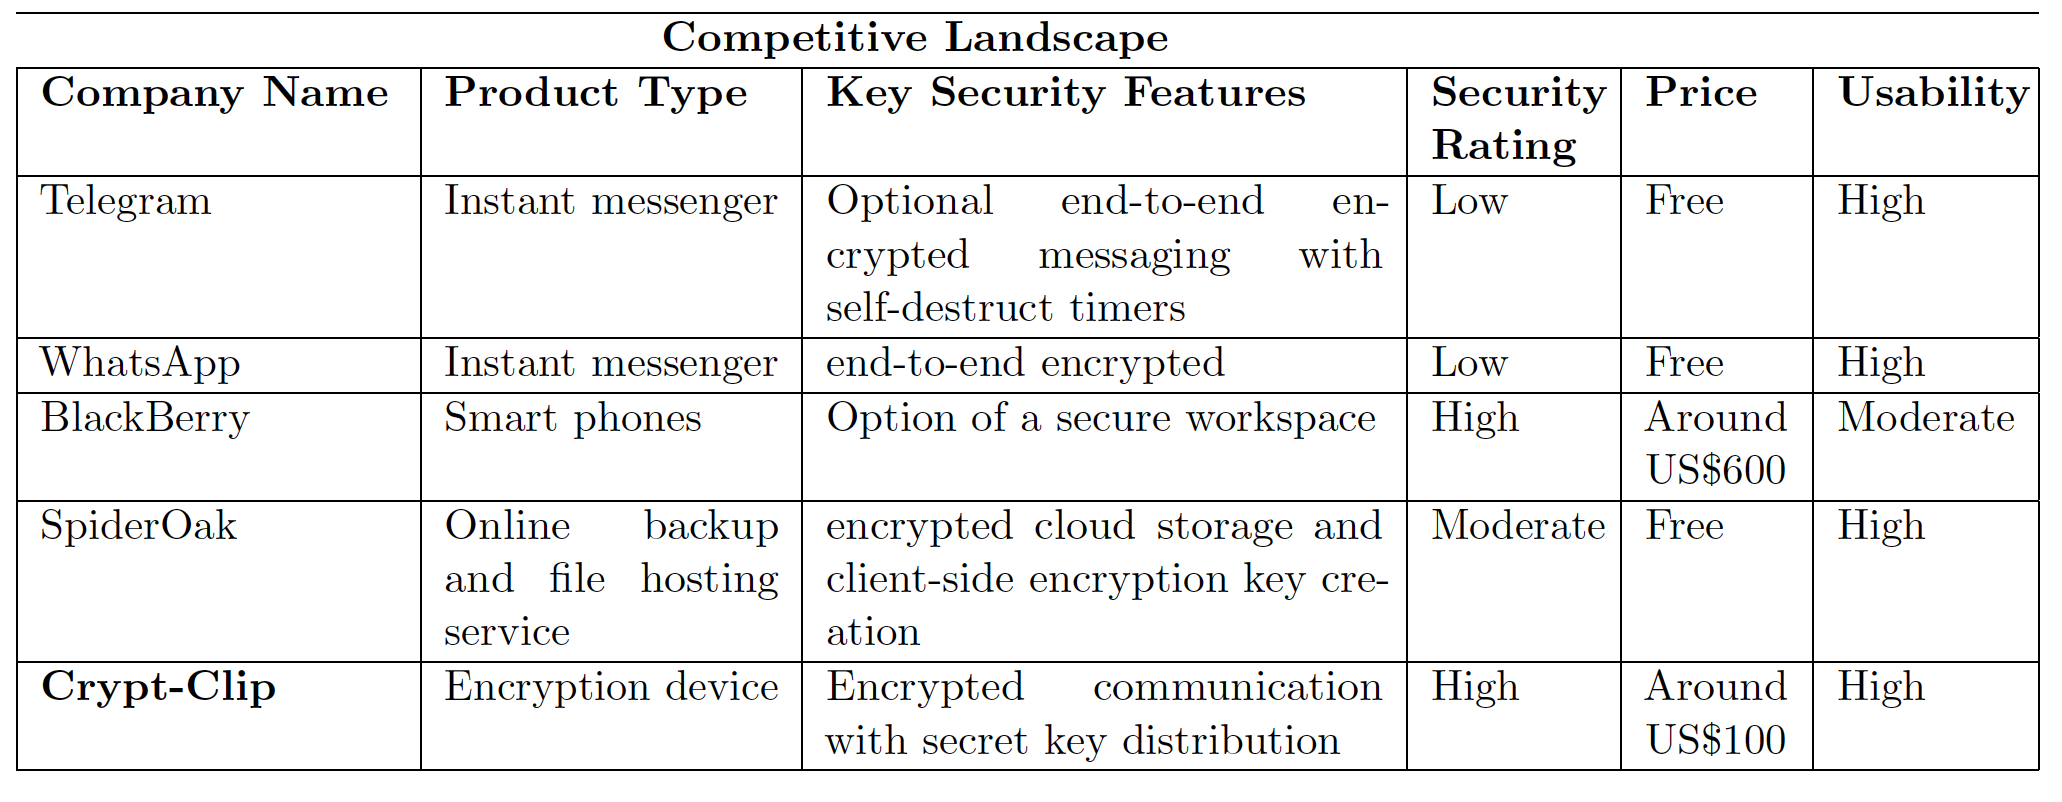 Competitive Landscape
Company Name Product Type Key Security Features Security Price Usability
Rating
Telegram Instant messenger Optional end-to-end en- Low Free High
crypted messaging with
self-destruct timers
WhatsApp Instant messenger end-to-end encrypted Low Free High
BlackBerry Smart phones Option of a secure workspace High Around Moderate
US$600
SpiderOak Online backup encrypted cloud storage and Moderate Free High
and file hosting client-side encryption key cre-
service ation
Crypt-Clip Encryption device Encrypted communication High Around High
with secret key distribution US$100